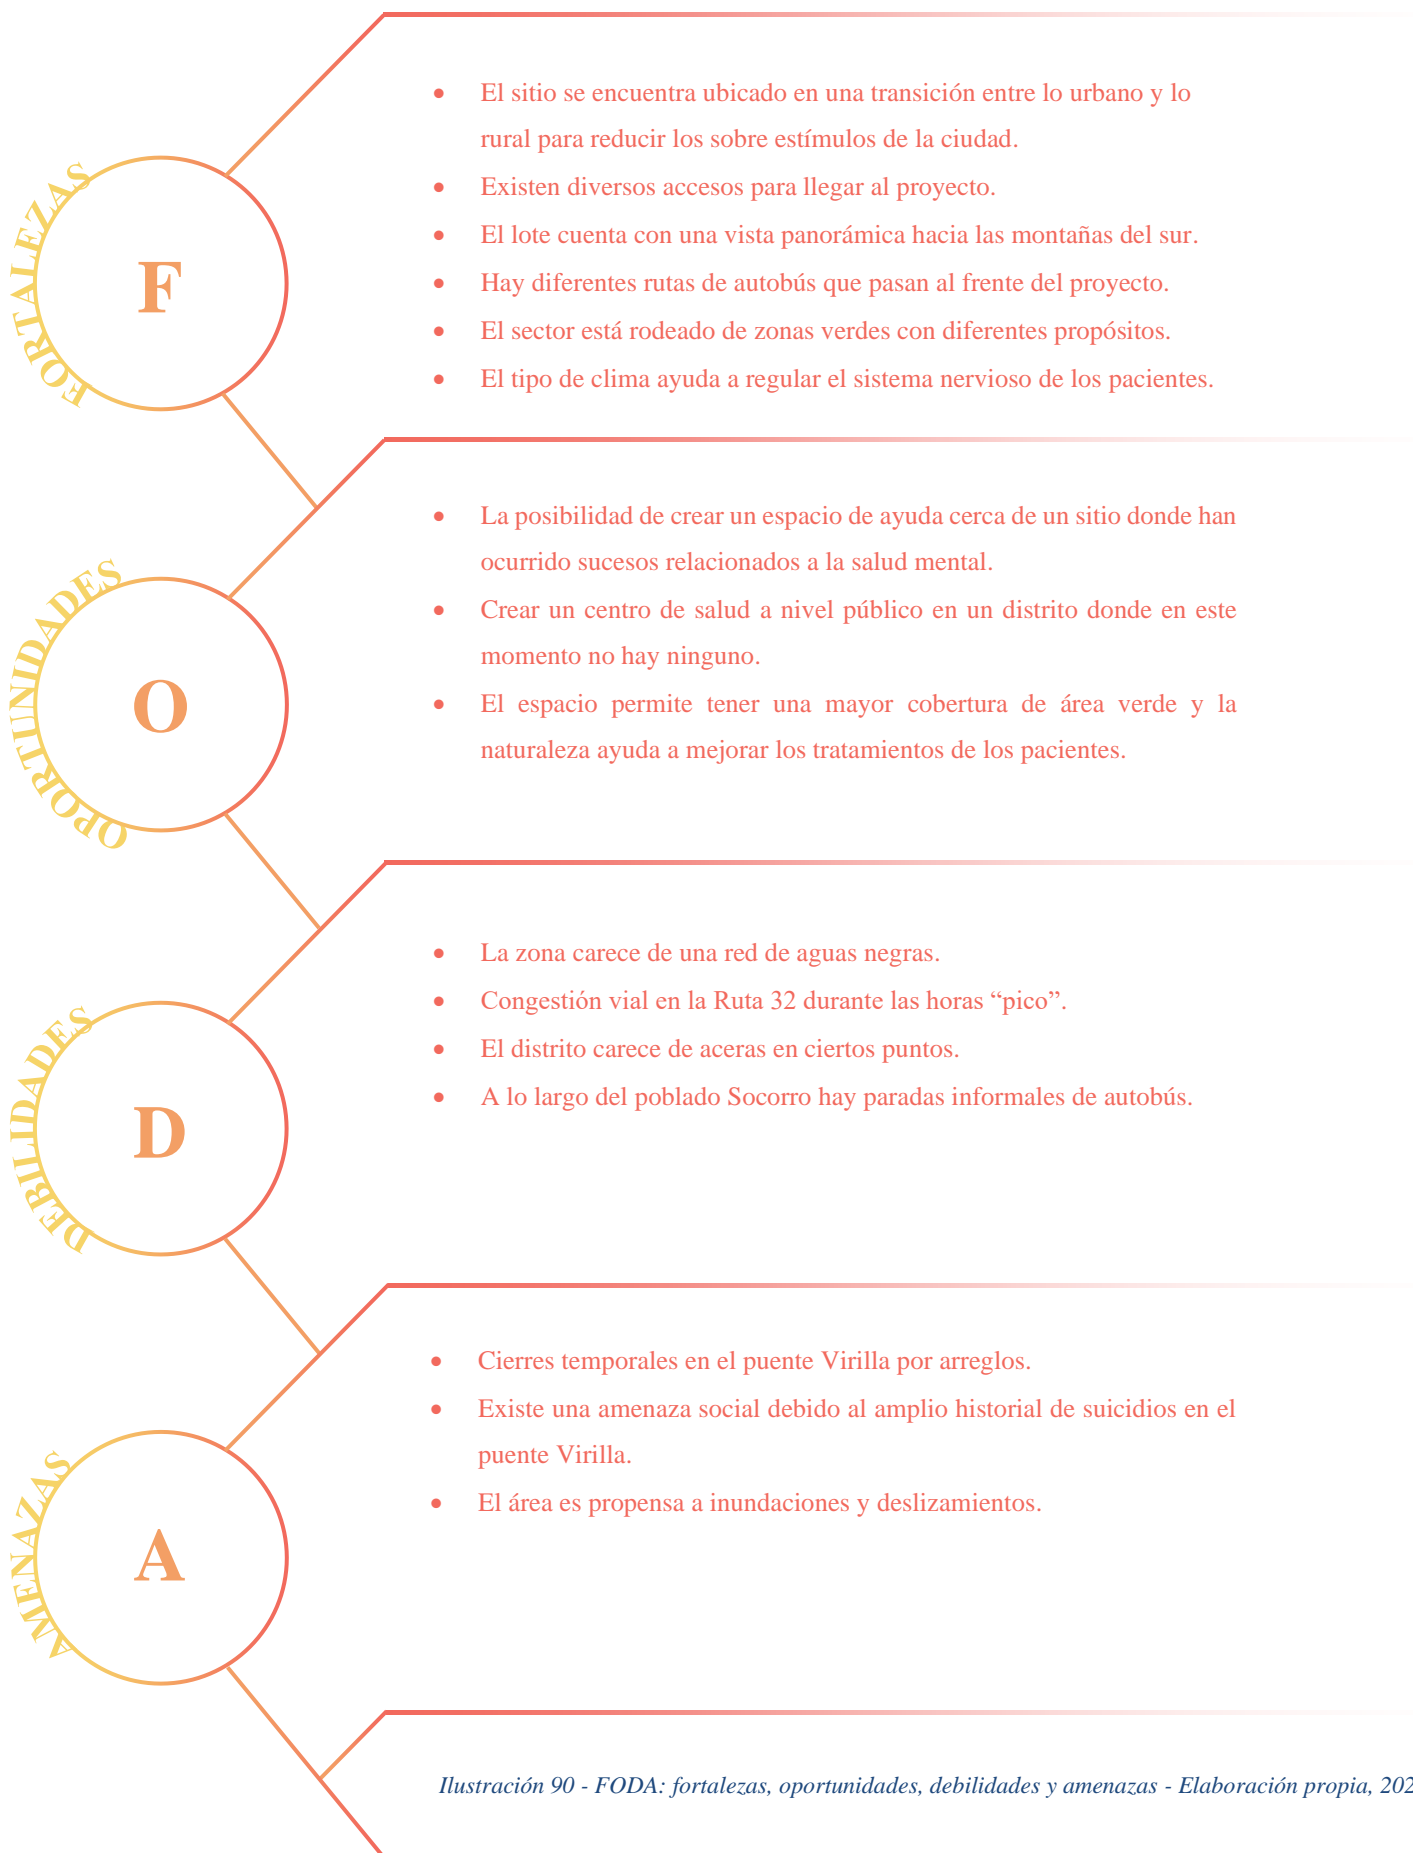 FORTALEZAS
F
• El sitio se encuentra ubicado en una transición entre lo urbano y lo
rural para reducir los sobre estímulos de la ciudad.
• Existen diversos accesos para llegar al proyecto.
• El lote cuenta con una vista panorámica hacia las montañas del sur.
• Hay diferentes rutas de autobús que pasan al frente del proyecto.
• El sector está rodeado de zonas verdes con diferentes propósitos.
• El tipo de clima ayuda a regular el sistema nervioso de los pacientes.
OPORTUNIDADES
O
• La posibilidad de crear un espacio de ayuda cerca de un sitio donde han
ocurrido sucesos relacionados a la salud mental.
• Crear un centro de salud a nivel público en un distrito donde en este
momento no hay ninguno.
• El espacio permite tener una mayor cobertura de área verde y la
naturaleza ayuda a mejorar los tratamientos de los pacientes.
DEBILIDADES
D
• La zona carece de una red de aguas negras.
• Congestión vial en la Ruta 32 durante las horas “pico”.
• El distrito carece de aceras en ciertos puntos.
• A lo largo del poblado Socorro hay paradas informales de autobús.
AMENAZAS
A
• Cierres temporales en el puente Virilla por arreglos.
• Existe una amenaza social debido al amplio historial de suicidios en el
puente Virilla.
• El área es propensa a inundaciones y deslizamientos.
Ilustración 90 - FODA: fortalezas, oportunidades, debilidades y amenazas - Elaboración propia, 202